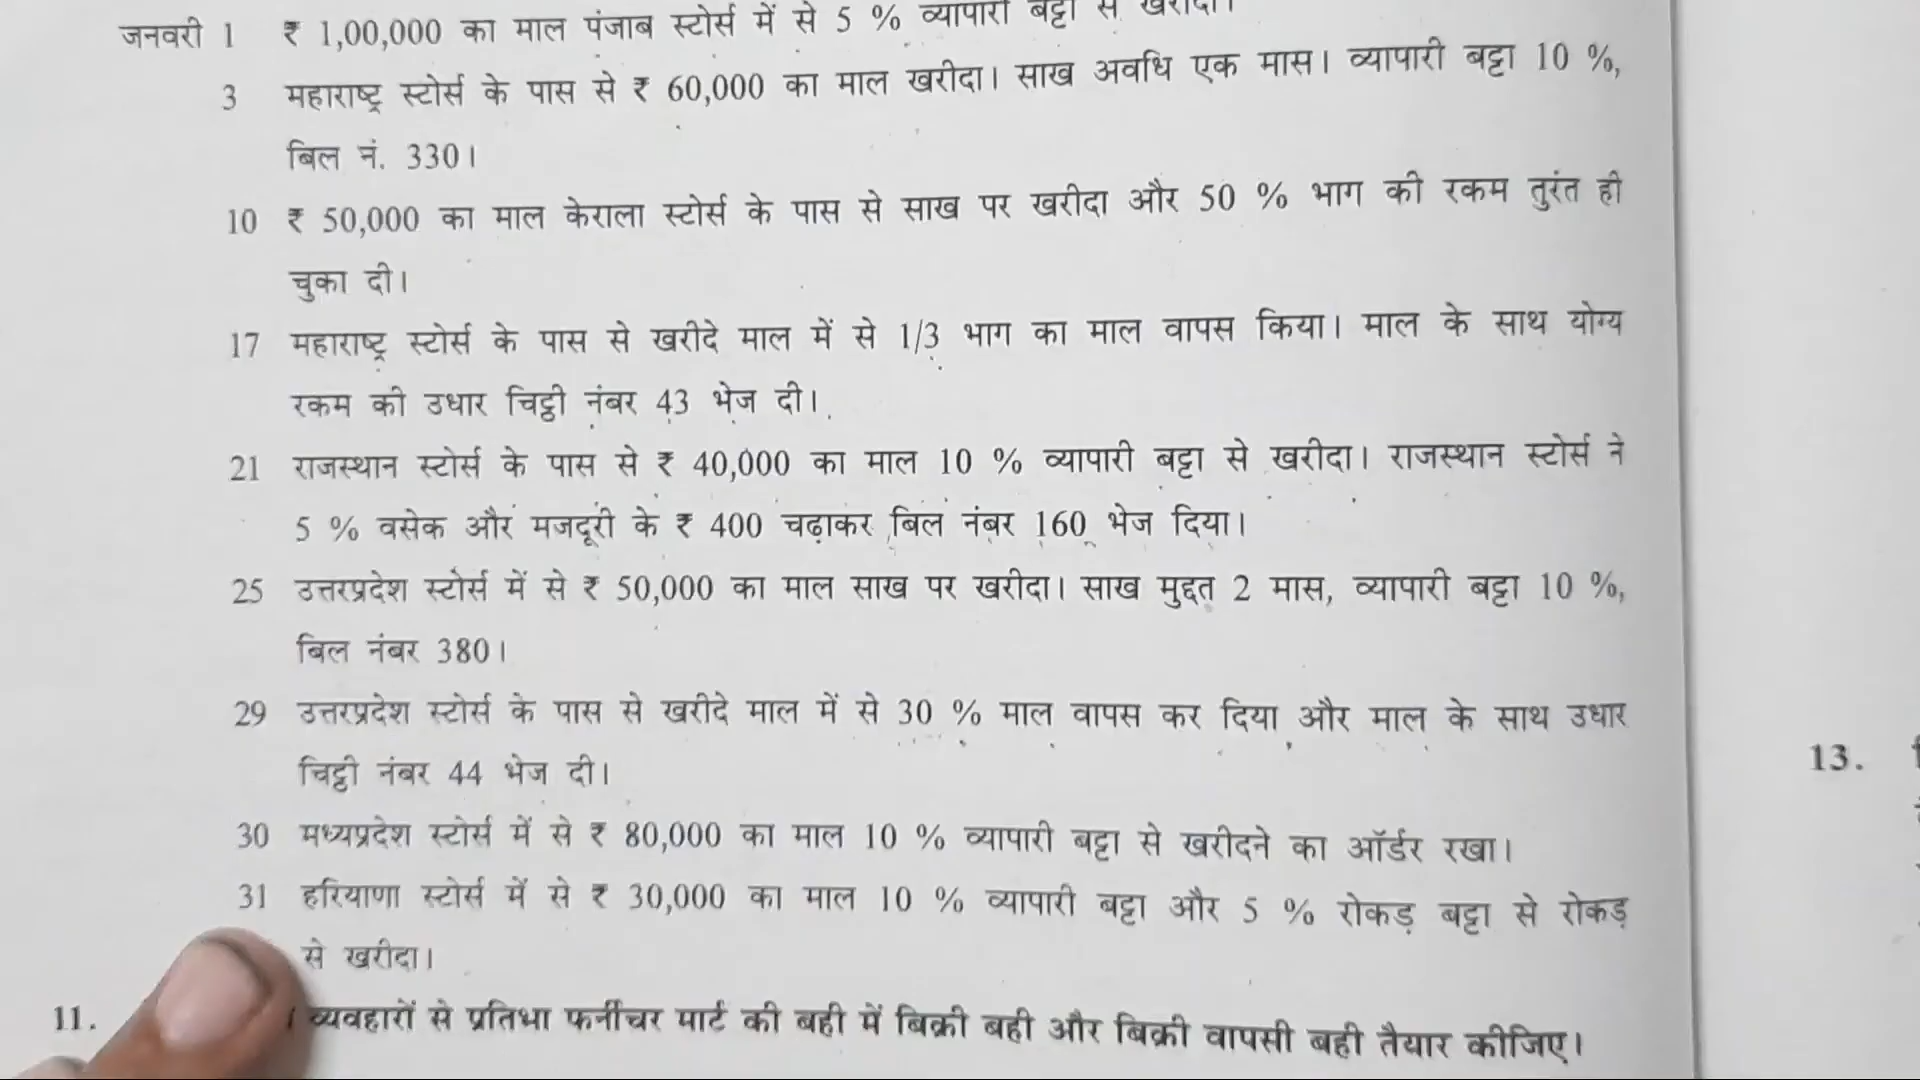 जनवरी 1 ₹ 1,00,000 का माल पंजाब स्टोर्स में से 5 % व्यापारी बट्टा से खरीदा।
3 महाराष्ट्र स्टोर्स के पास से ₹ 60,000 का माल खरीदा। साख अवधि एक मास। व्यापारी बट्टा 10 %,
बिल नं. 330।
10 ₹ 50,000 का माल केराला स्टोर्स के पास से साख पर खरीदा और 50 % भाग की रकम तुरंत ही
चुका दी।
17 महाराष्ट्र स्टोर्स के पास से खरीदे माल में से 1/3 भाग का माल वापस किया। माल के साथ योग्य
रकम की उधार चिट्ठी नंबर 43 भेज दी।
21 राजस्थान स्टोर्स के पास से ₹ 40,000 का माल 10 % व्यापारी बट्टा से खरीदा। राजस्थान स्टोर्स ने
5 % वसेक और मजदूरी के ₹ 400 चढ़ाकर बिल नंबर 160 भेज दिया।
25 उत्तरप्रदेश स्टोर्स में से ₹ 50,000 का माल साख पर खरीदा। साख मुद्दत 2 मास, व्यापारी बट्टा 10 %,
बिल नंबर 380।
29 उत्तरप्रदेश स्टोर्स के पास से खरीदे माल में से 30 % माल वापस कर दिया और माल के साथ उधार
चिट्ठी नंबर 44 भेज दी।
30 मध्यप्रदेश स्टोर्स में से ₹ 80,000 का माल 10 % व्यापारी बट्टा से खरीदने का ऑर्डर रखा।
31 हरियाणा स्टोर्स में से ₹ 30,000 का माल 10 % व्यापारी बट्टा और 5 % रोकड़ बट्टा से रोकड़
से खरीदा।
11. व्यवहारों से प्रतिभा फर्नीचर मार्ट की बही में बिक्री बही और बिक्री वापसी बही तैयार कीजिए।
13.